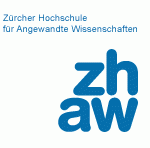 Zürcher Hochschule
für Angewandte Wissenschaften
zh
aw